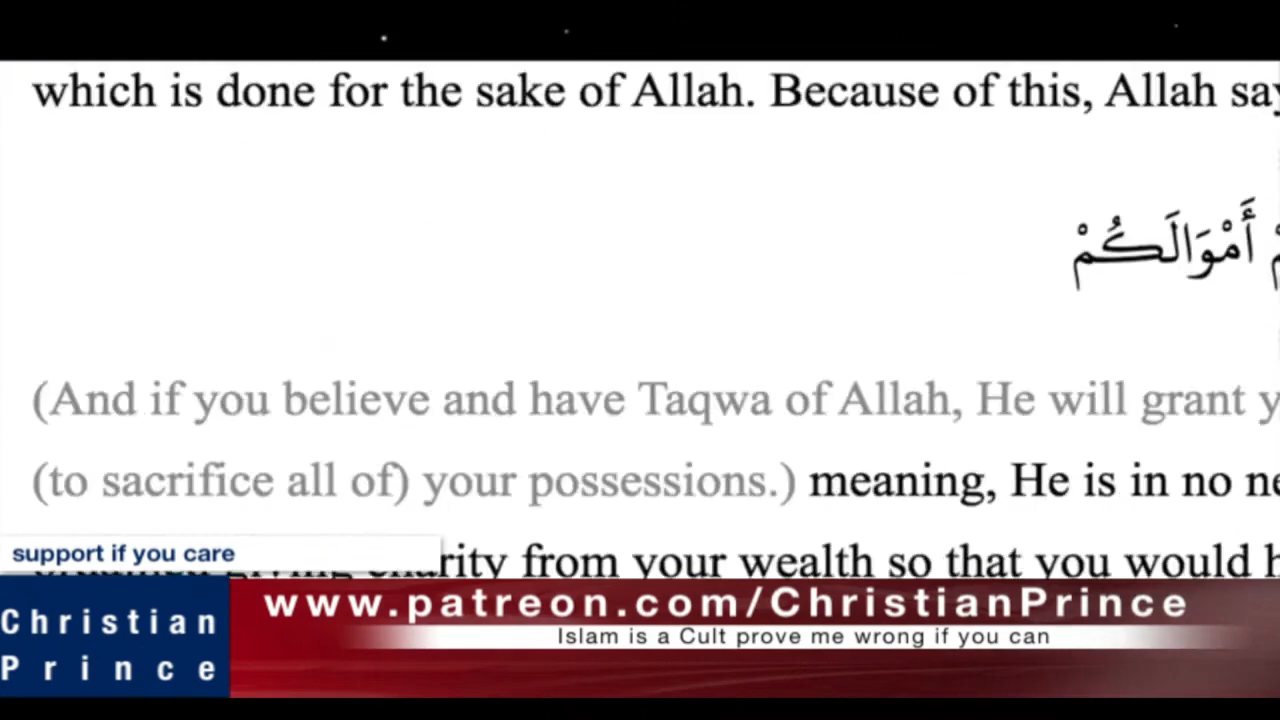 which is done for the sake of Allah. Because of this, Allah
أَمْوَالَكُمْ
(And if you believe and have Taqwa of Allah, He will grant
(to sacrifice all of) your possessions.) meaning, He is in no
giving charity from your wealth so that you would
support if you care
Christian
Prince
www.patreon.com/ChristianPrince
Islam is a Cult prove me wrong if you can